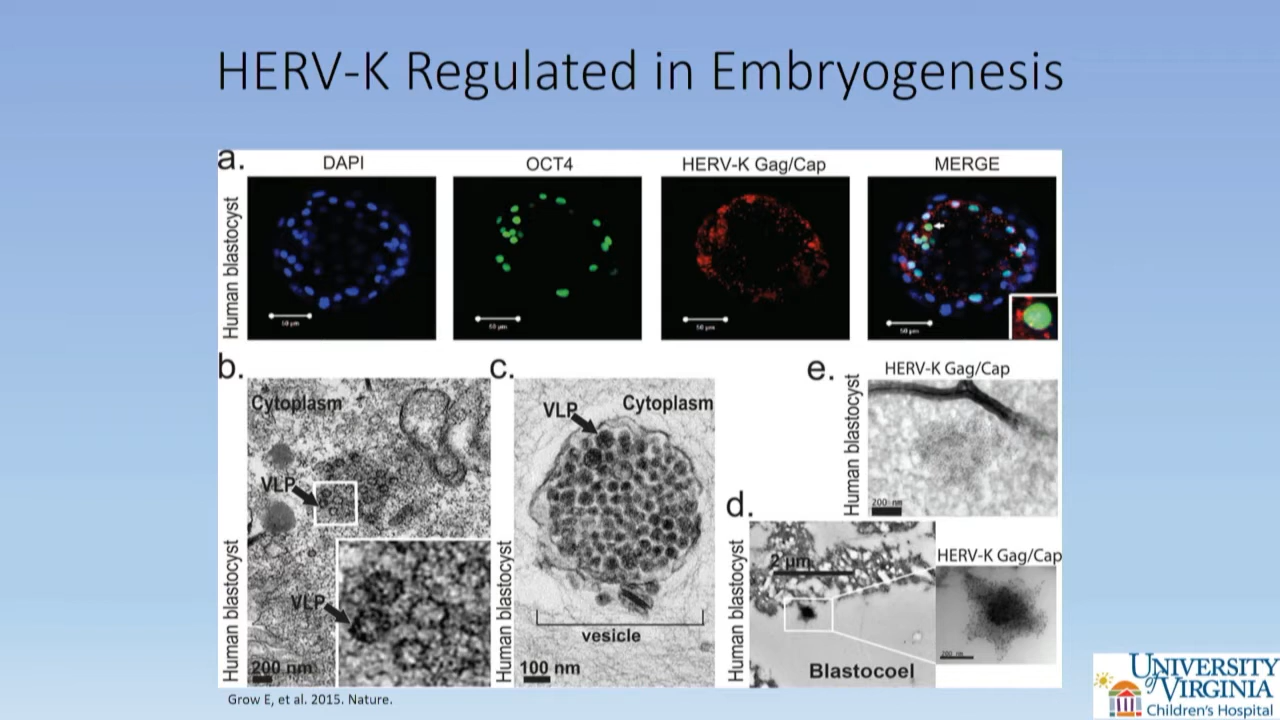 HERV-K Regulated in Embryogenesis
a.
DAPI
OCT4
HERV-K Gag/Cap
MERGE
Human blastocyst
50 µm
50 µm
50 µm
50 µm
b.
Cytoplasm
VLP
VLP
Human blastocyst
200 nm
c.
VLP
Cytoplasm
vesicle
Human blastocyst
100 nm
d.
Human blastocyst
2 µm
Blastocoel
HERV-K Gag/Cap
200 nm
e.
HERV-K Gag/Cap
Human blastocyst
200 nm
Grow E, et al. 2015. Nature.
UNIVERSITY
of VIRGINIA
Children's Hospital